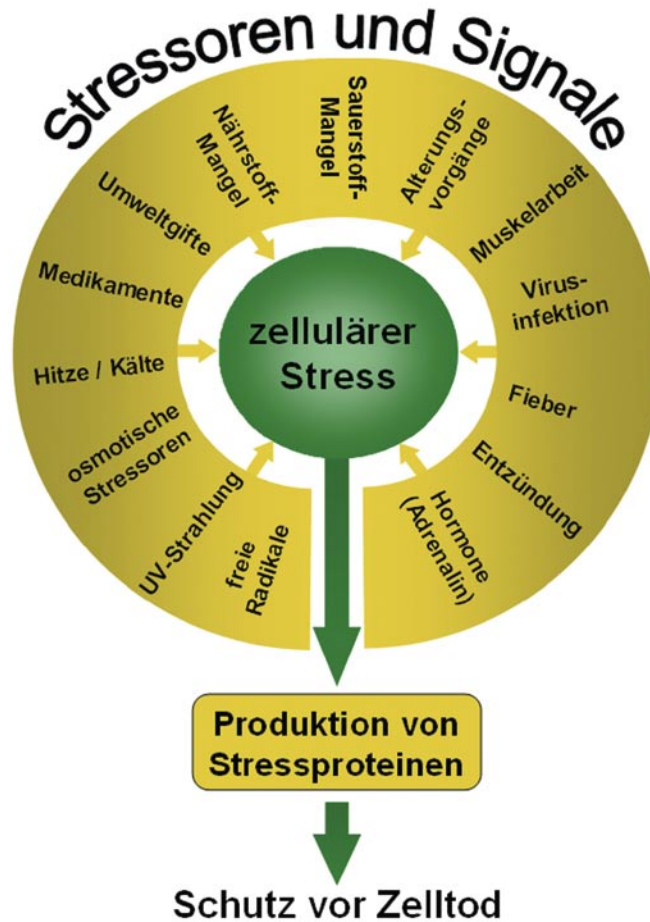 Stressoren und Signale
freie
Radikale
UV-Strahlung
osmotische
Stressoren
Hitze / Kälte
Medikamente
Umweltgifte
Nährstoff-
Mangel
Sauerstoff-
Mangel
Alterungs-
vorgänge
Muskelarbeit
Virus-
infektion
Fieber
Entzündung
Hormone
(Adrenalin)
zellulärer
Stress
Produktion von
Stressproteinen
Schutz vor Zelltod